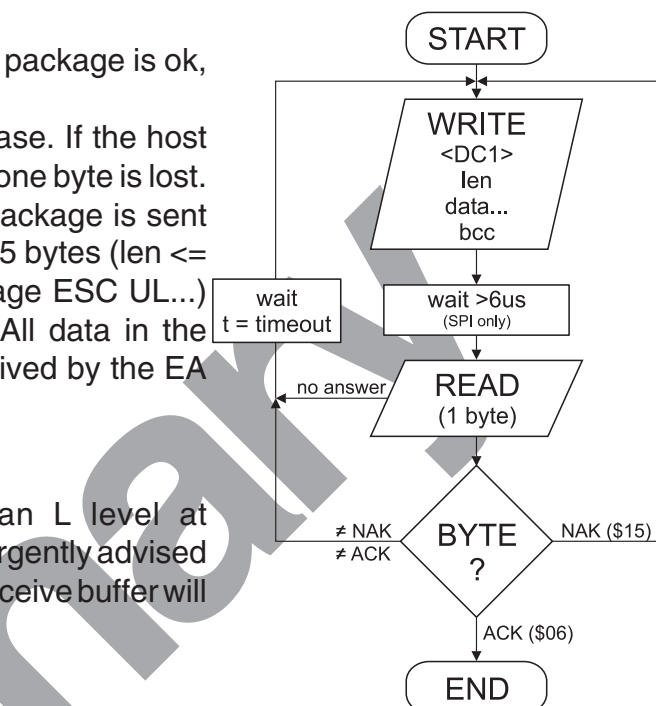 package is ok,
ase. If the host
one byte is lost.
ackage is sent
5 bytes (len <=
age ESC UL...)
All data in the
ived by the EA
an L level at
rgently advised
ceive buffer will
START
WRITE
<DC1>
len
data...
bcc
wait >6us
(SPI only)
wait
t = timeout
READ
(1 byte)
no answer
BYTE
?
≠ NAK
≠ ACK
NAK ($15)
ACK ($06)
END